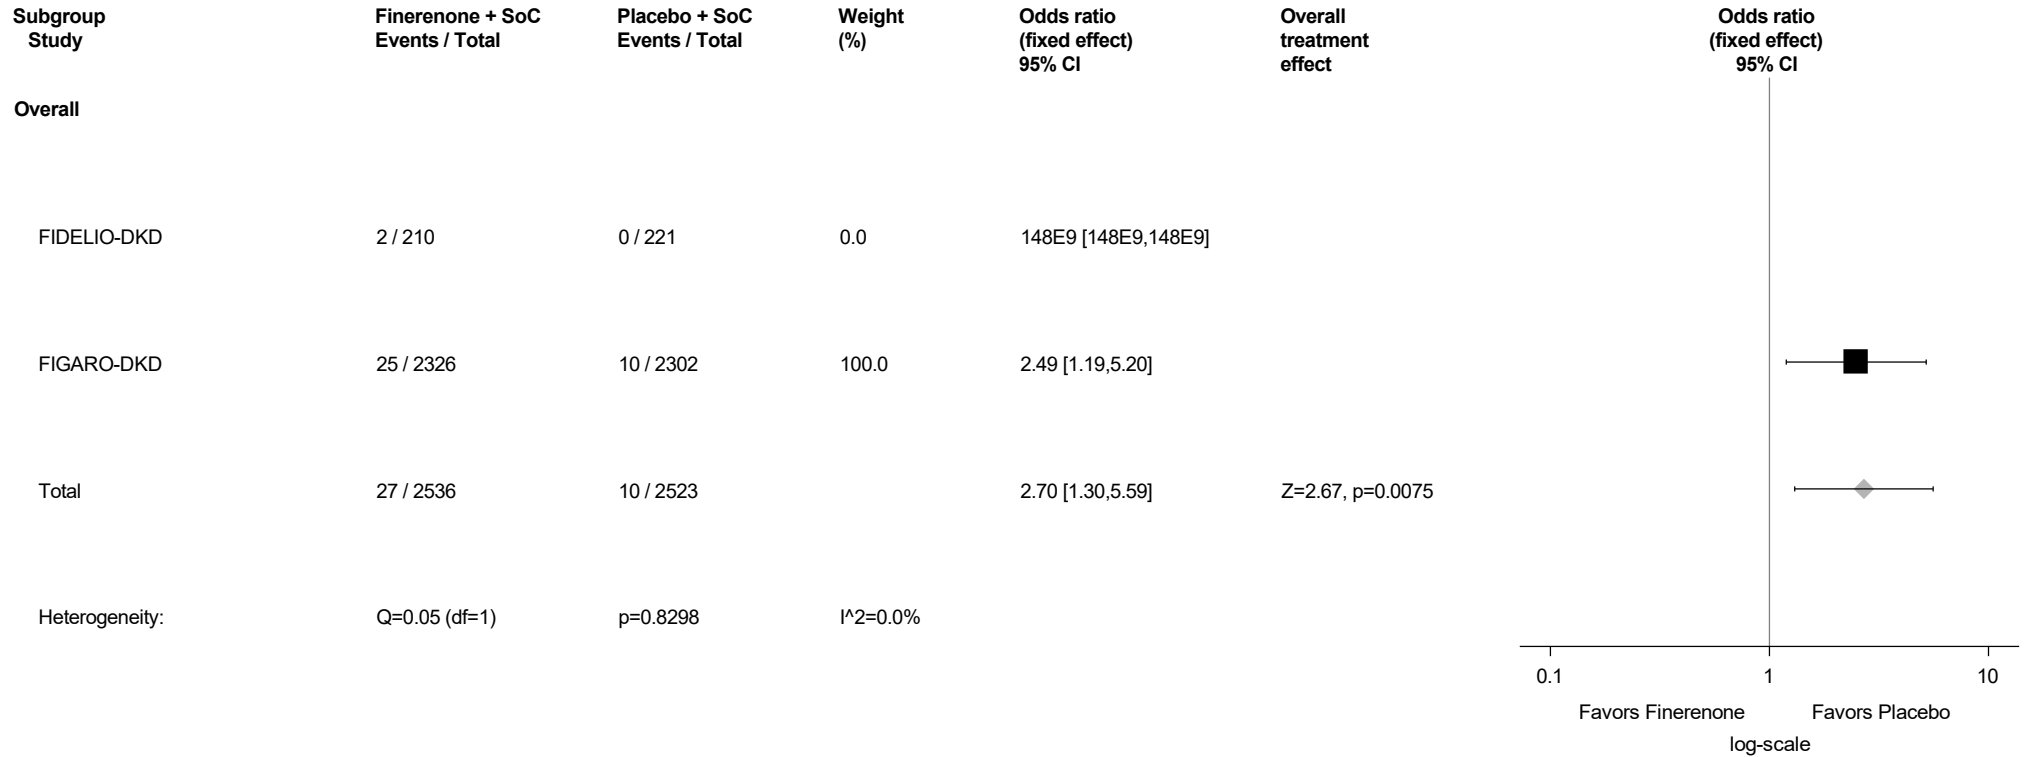 Subgroup Finerenone + SoC Placebo + SoC Weight Odds ratio Overall Odds ratio
Study Events / Total Events / Total (%) (fixed effect) treatment (fixed effect)
95% CI effect 95% CI
Overall
FIDELIO-DKD 2 / 210 0 / 221 0.0 148E9 [148E9,148E9]
FIGARO-DKD 25 / 2326 10 / 2302 100.0 2.49 [1.19,5.20]
Total 27 / 2536 10 / 2523 2.70 [1.30,5.59] Z=2.67, p=0.0075
Heterogeneity: Q=0.05 (df=1) p=0.8298 I^2=0.0%
0.1 1 10
Favors Finerenone Favors Placebo
log-scale